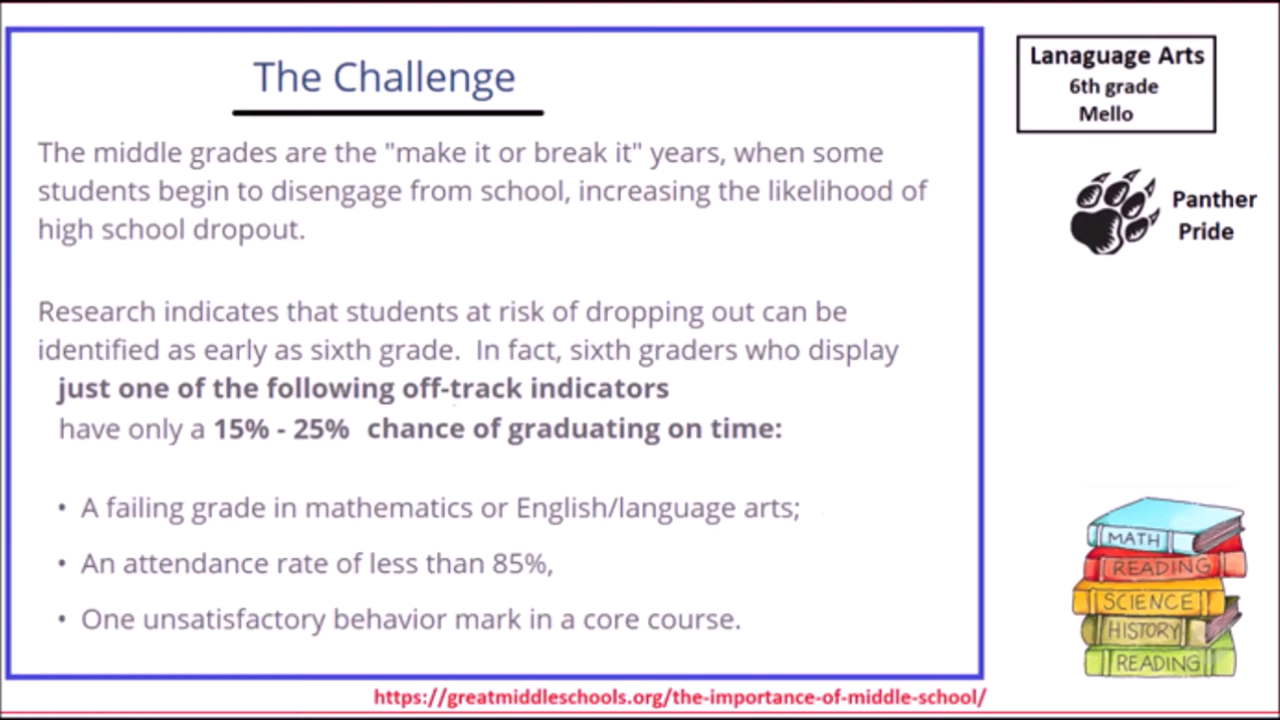 The Challenge
The middle grades are the "make it or break it" years, when some
students begin to disengage from school, increasing the likelihood of
high school dropout.
Research indicates that students at risk of dropping out can be
identified as early as sixth grade.  In fact, sixth graders who display
just one of the following off-track indicators
have only a 15% - 25%  chance of graduating on time:
• A failing grade in mathematics or English/language arts;
• An attendance rate of less than 85%,
• One unsatisfactory behavior mark in a core course.
https://greatmiddleschools.org/the-importance-of-middle-school/
Lanaguage Arts
6th grade
Mello
Panther
Pride
MATH
READING
SCIENCE
HISTORY
READING